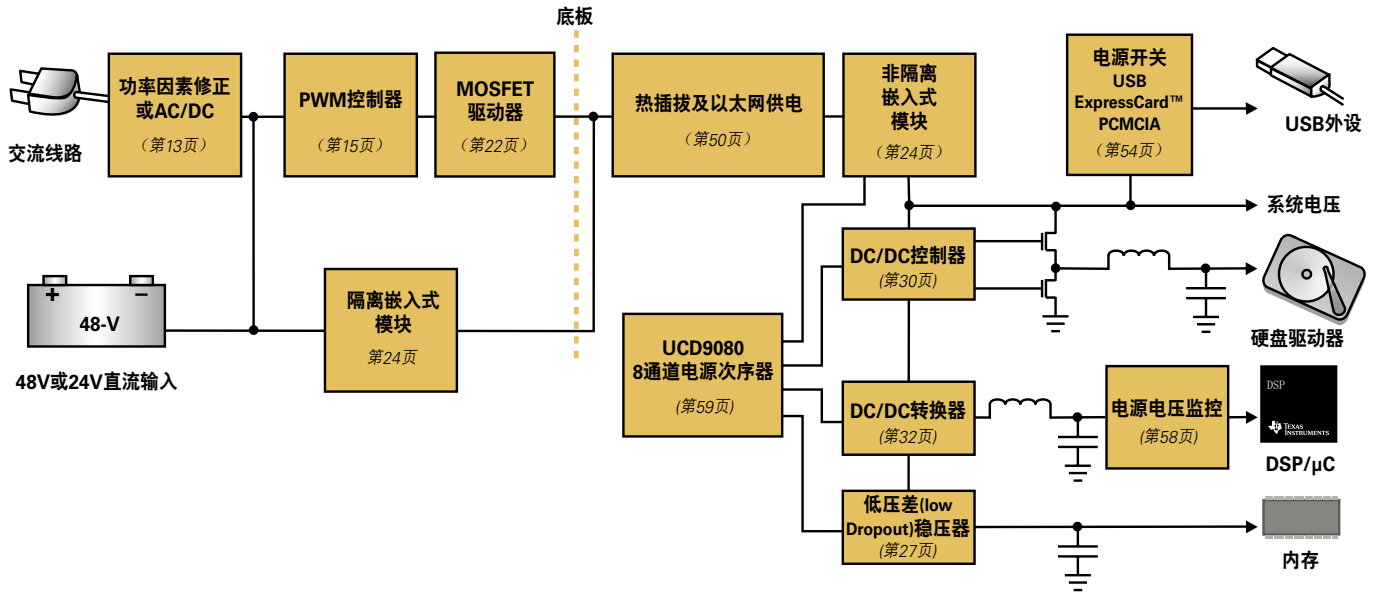 底板
功率因素修正
或AC/DC
（第13页）
交流线路
PWM控制器
（第15页）
MOSFET
驱动器
（第22页）
热插拔及以太网供电
（第50页）
非隔离
嵌入式
模块
（第24页）
电源开关
USB
ExpressCard™
PCMCIA
（第54页）
USB外设
系统电压
+
–
48-V
48V或24V直流输入
隔离嵌入式
模块
第24页
UCD9080
8通道电源次序器
(第59页)
DC/DC控制器
(第30页)
硬盘驱动器
DC/DC转换器
(第32页)
电源电压监控
(第58页)
DSP
TEXAS
INSTRUMENTS
DSP/µC
低压差(low
Dropout)稳压器
(第27页)
内存